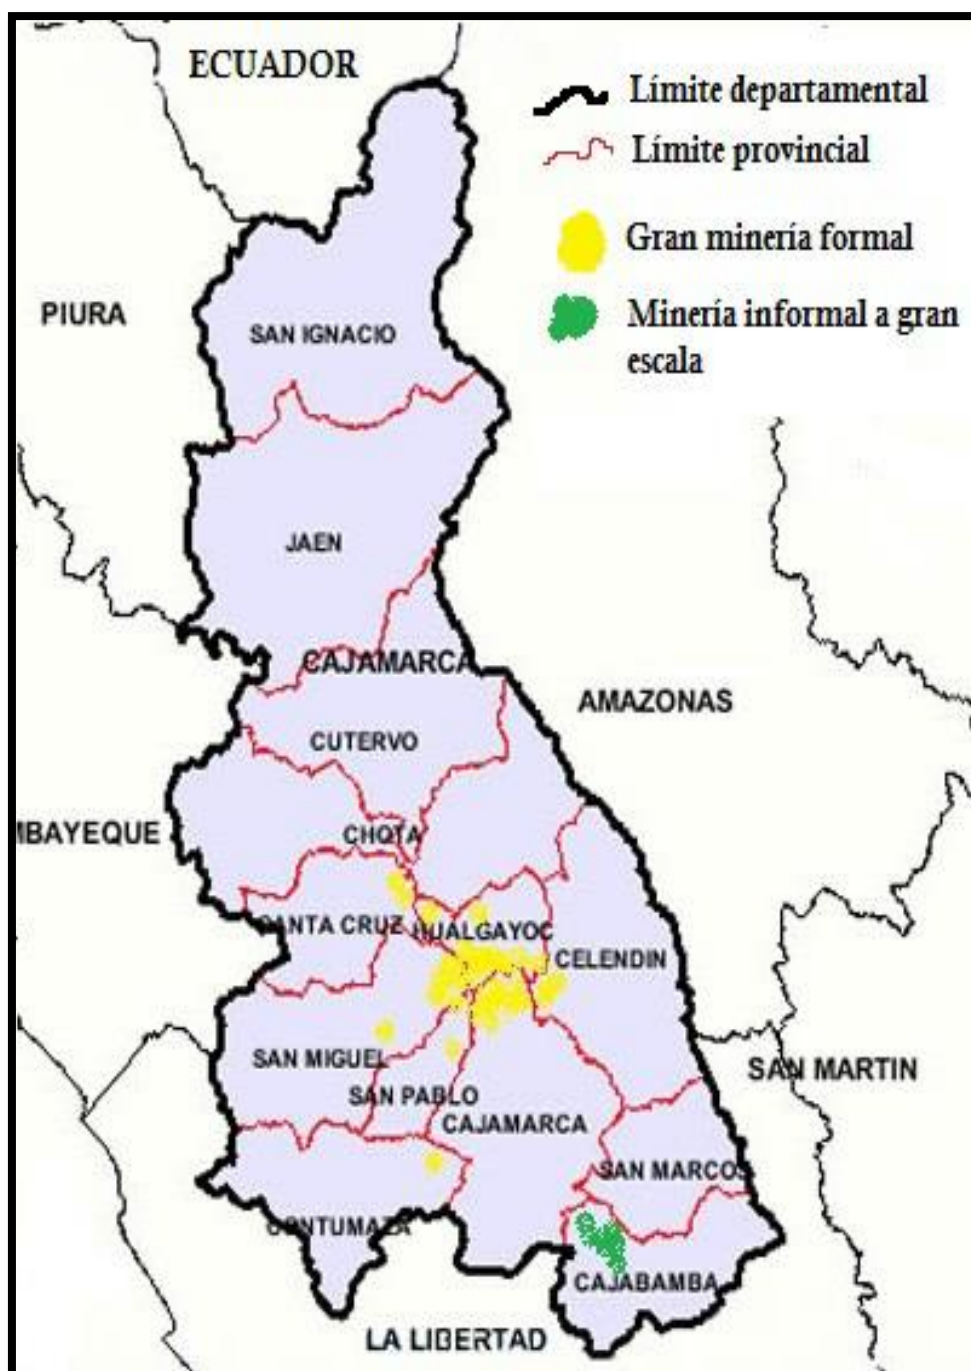 ECUADOR
Límite departamental
Límite provincial
Gran minería formal
PIURA
Minería informal a gran
escala
SAN IGNACIO
JAEN
CAJAMARCA
AMAZONAS
CUTERVO
MBAYEQUE
CHOTA
SANTA CRUZ
HUALGAYOC
CELENDIN
SAN MIGUEL
SAN MARTIN
SAN PABLO
CAJAMARCA
SAN MARCOS
CONTUMAZA
CAJABAMBA
LA LIBERTAD